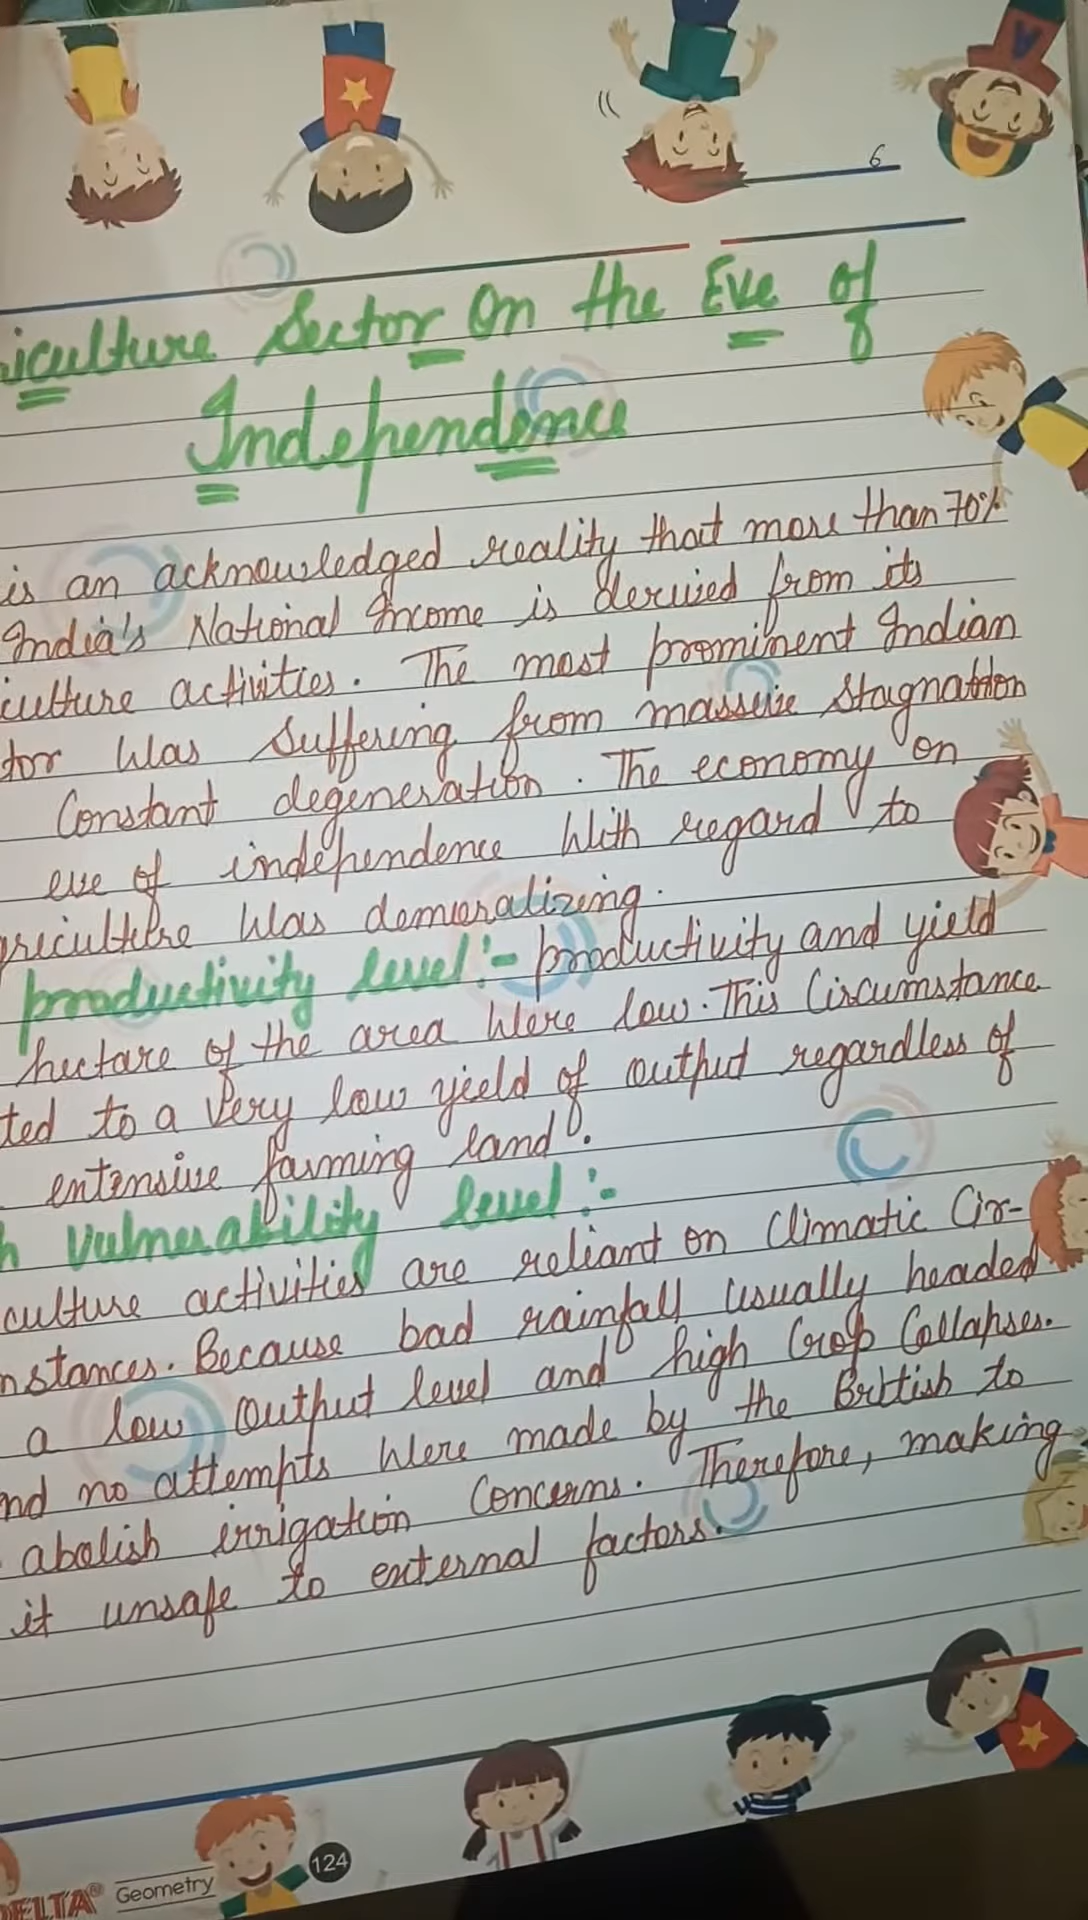 6
iculture Sector On the Eve of
Independence
is an acknowledged reality that more than 70%
India's National Income is derived from its
culture activities. The most prominent Indian
tor was suffering from massive stagnation
Constant degeneration. The economy on
eve of independence with regard to
griculture was demoralizing.
productivity level:- productivity and yield
hectare of the area were low. This Circumstance
ted to a very low yield of output regardless of
extensive farming land.
h vulnerability level:-
culture activities are reliant on Climatic Cir-
mstances. Because bad rainfall usually headed
a low output level and high Crop Collapses.
nd no attempts were made by the British to
abolish irrigation Concerns. Therefore, making
it unsafe to external factors.
DELTA® Geometry 124